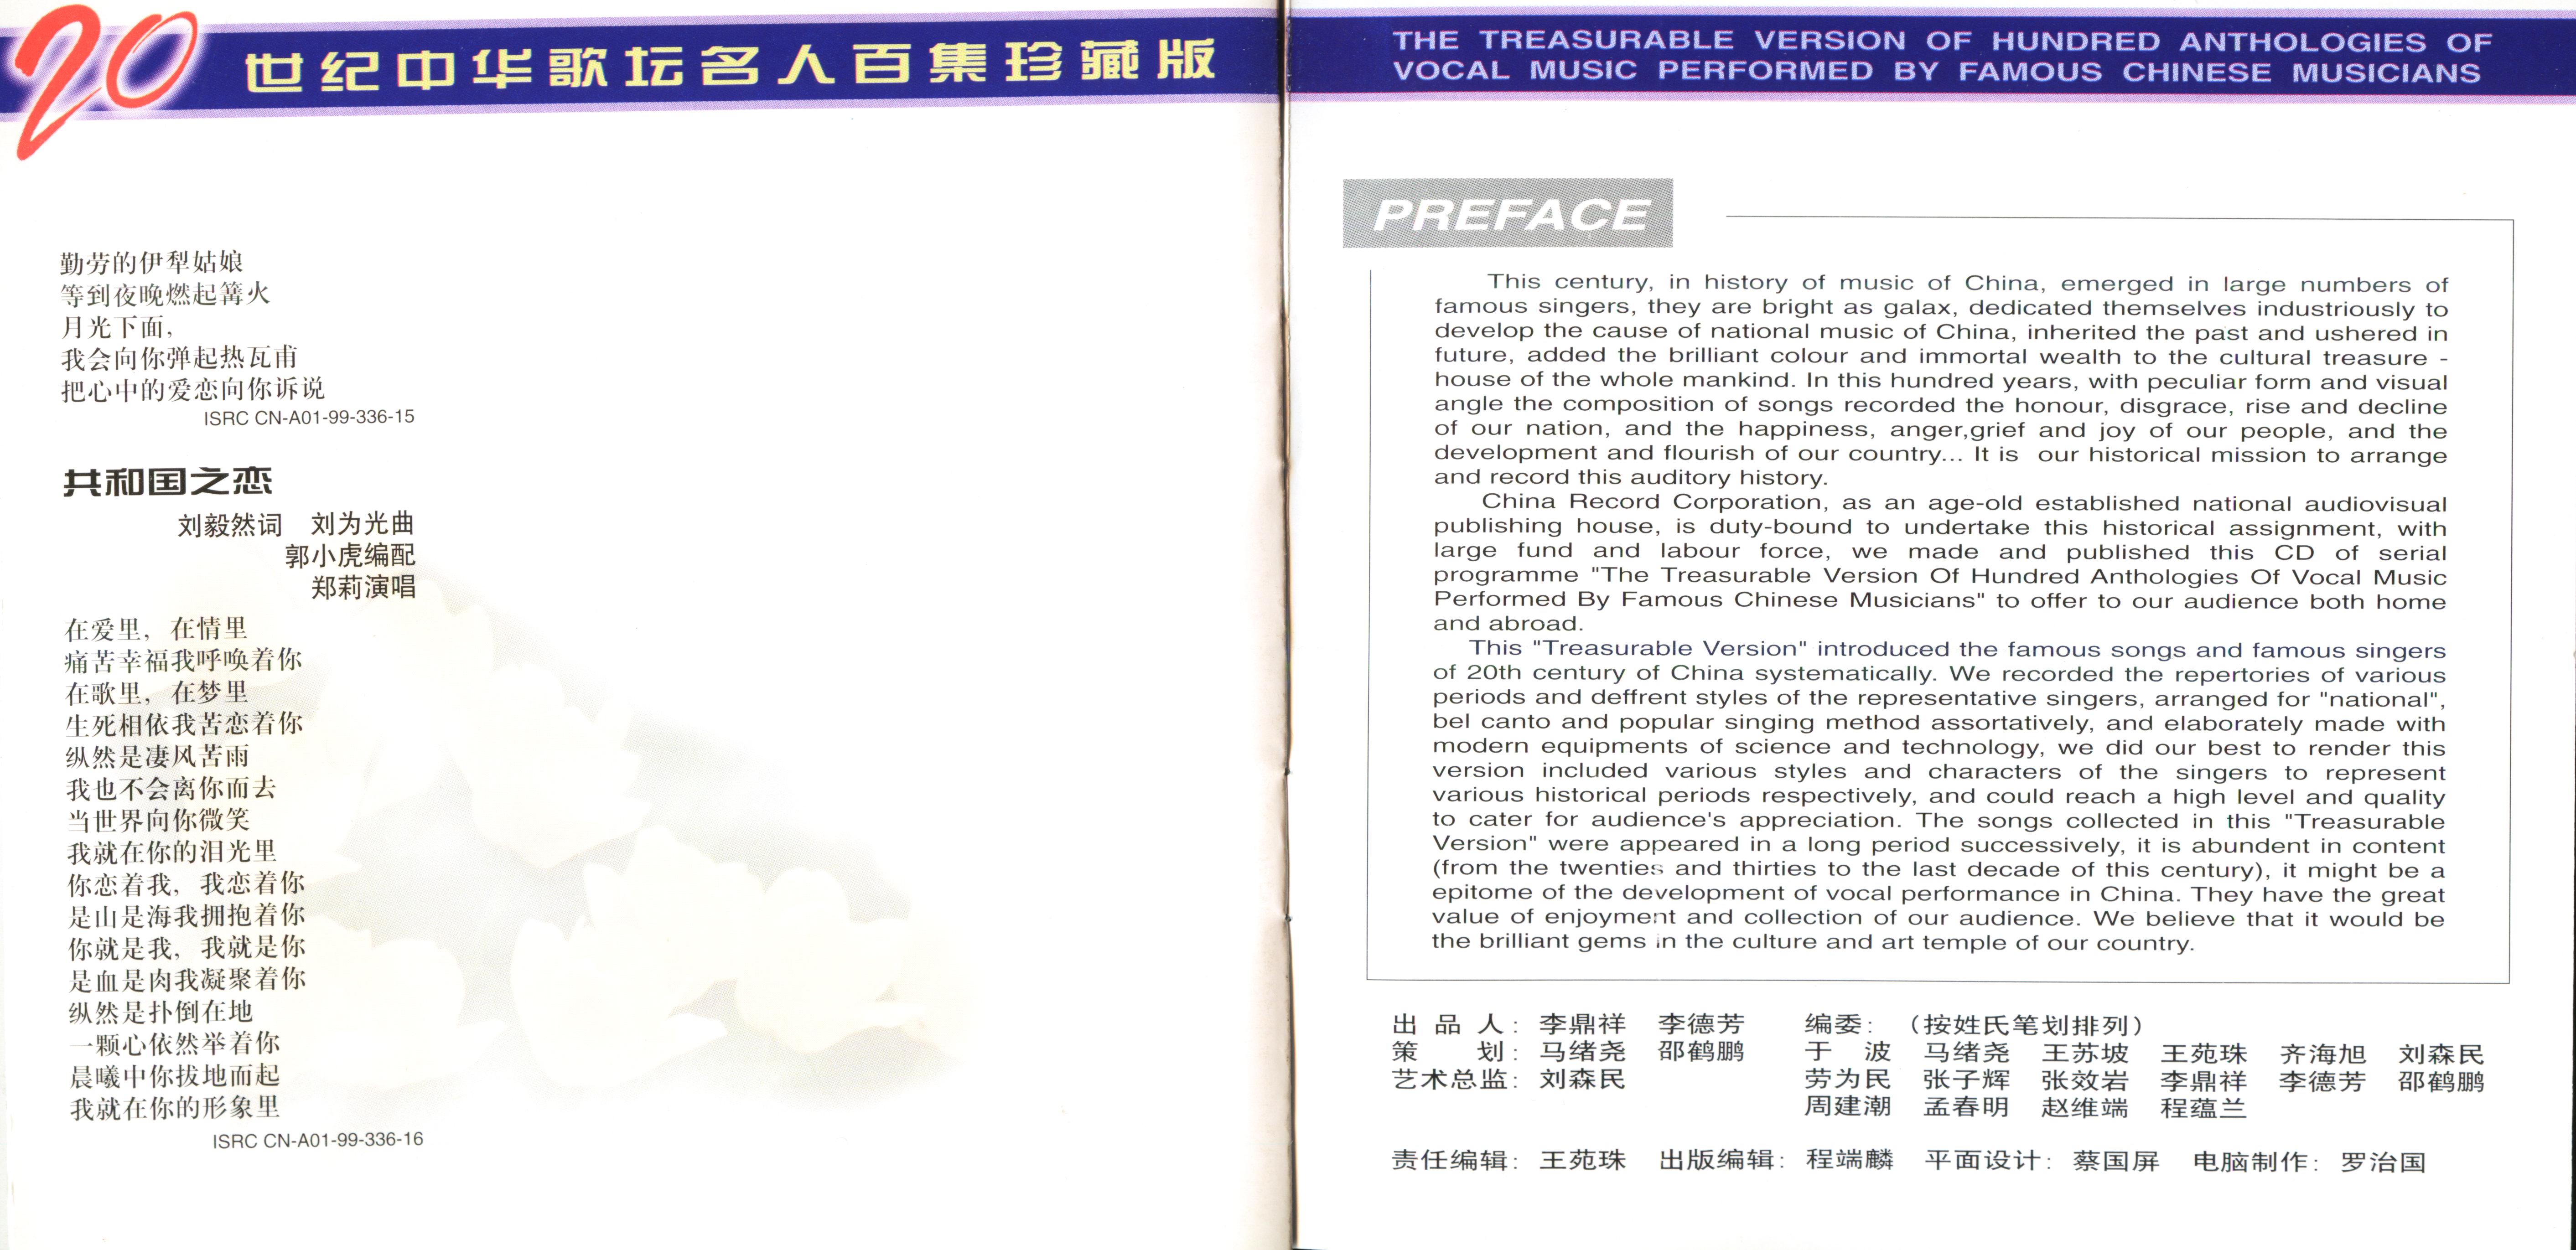 20世纪中华歌坛名人百集珍藏版
勤劳的伊犁姑娘
等到夜晚燃起篝火
月光下面,
我会向你弹起热瓦甫
把心中的爱恋向你诉说
ISRC CN-A01-99-336-15
共和国之恋
刘毅然词 刘为光曲
郭小虎编配
郑莉演唱
在爱里，在情里
痛苦幸福我呼唤着你
在歌里，在梦里
生死相依我苦恋着你
纵然是凄风苦雨
我也不会离你而去
当世界向你微笑
我就在你的泪光里
你恋着我，我恋着你
是山是海我拥抱着你
你就是我，我就是你
是血是肉我凝聚着你
纵然是扑倒在地
一颗心依然举着你
晨曦中你拔地而起
我就在你的形象里
ISRC CN-A01-99-336-16
THE TREASURABLE VERSION OF HUNDRED ANTHOLOGIES OF
VOCAL MUSIC PERFORMED BY FAMOUS CHINESE MUSICIANS
PREFACE
This century, in history of music of China, emerged in large numbers of
famous singers, they are bright as galax, dedicated themselves industriously to
develop the cause of national music of China, inherited the past and ushered in
future, added the brilliant colour and immortal wealth to the cultural treasure -
house of the whole mankind. In this hundred years, with peculiar form and visual
angle the composition of songs recorded the honour, disgrace, rise and decline
of our nation, and the happiness, anger,grief and joy of our people, and the
development and flourish of our country... It is our historical mission to arrange
and record this auditory history.
China Record Corporation, as an age-old established national audiovisual
publishing house, is duty-bound to undertake this historical assignment, with
large fund and labour force, we made and published this CD of serial
programme "The Treasurable Version Of Hundred Anthologies Of Vocal Music
Performed By Famous Chinese Musicians" to offer to our audience both home
and abroad.
This "Treasurable Version" introduced the famous songs and famous singers
of 20th century of China systematically. We recorded the repertories of various
periods and deffrent styles of the representative singers, arranged for "national",
bel canto and popular singing method assortatively, and elaborately made with
modern equipments of science and technology, we did our best to render this
version included various styles and characters of the singers to represent
various historical periods respectively, and could reach a high level and quality
to cater for audience's appreciation. The songs collected in this "Treasurable
Version" were appeared in a long period successively, it is abundent in content
(from the twenties and thirties to the last decade of this century), it might be a
epitome of the development of vocal performance in China. They have the great
value of enjoyment and collection of our audience. We believe that it would be
the brilliant gems in the culture and art temple of our country.
出品人：李鼎祥 李德芳
策划：马绪尧 邵鹤鹏
艺术总监：刘森民
编委：（按姓氏笔划排列）
于波 马绪尧 王苏坡 王苑珠 齐海旭 刘森民
劳为民 张子辉 张效岩 李鼎祥 李德芳 邵鹤鹏
周建潮 孟春明 赵维端 程蕴兰
责任编辑：王苑珠 出版编辑：程端麟 平面设计：蔡国屏 电脑制作：罗治国